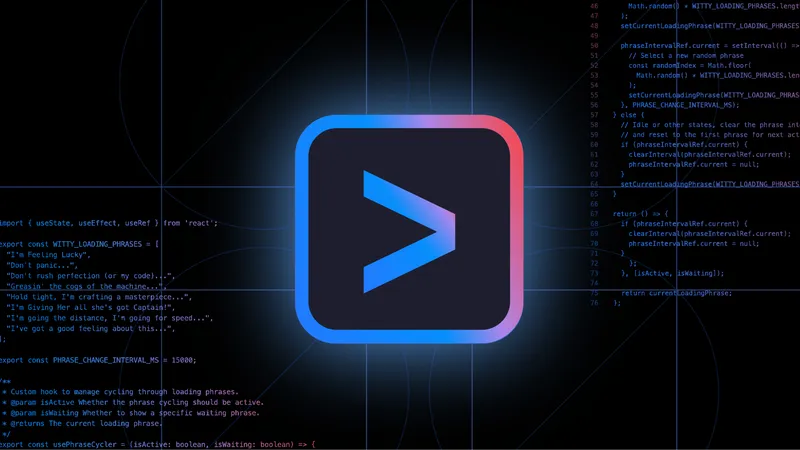 import { useState, useEffect, useRef } from 'react';
export const WITTY_LOADING_PHRASES = [
"I'm Feeling Lucky",
"Don't panic...",
"Don't rush perfection (or my code)...",
"Greasin' the cogs of the machine...",
"Hold tight, I'm crafting a masterpiece...",
"I'm Giving Her all she's got Captain!",
"I'm going the distance, I'm going for speed...",
"I've got a good feeling about this...",
];
export const PHRASE_CHANGE_INTERVAL_MS = 15000;
/**
* Custom hook to manage cycling through loading phrases.
* @param isActive Whether the phrase cycling should be active.
* @param isWaiting Whether to show a specific waiting phrase.
* @returns The current loading phrase.
*/
export const usePhraseCycler = (isActive: boolean, isWaiting: boolean) => {
>
46 Math.random() * WITTY_LOADING_PHRASES.lengt
47 );
48 setCurrentLoadingPhrase(WITTY_LOADING_PHRAS
49
50 phraseIntervalRef.current = setInterval(() =>
51 // Select a new random phrase
52 const randomIndex = Math.floor(
53 Math.random() * WITTY_LOADING_PHRASES.len
54 );
55 setCurrentLoadingPhrase(WITTY_LOADING_PHRA
56 }, PHRASE_CHANGE_INTERVAL_MS);
57 } else {
58 // Idle or other states, clear the phrase int
59 // and reset to the first phrase for next act
60 if (phraseIntervalRef.current) {
61 clearInterval(phraseIntervalRef.current);
62 phraseIntervalRef.current = null;
63 }
64 setCurrentLoadingPhrase(WITTY_LOADING_PHRAS
65 }
66
67 return () => {
68 if (phraseIntervalRef.current) {
69 clearInterval(phraseIntervalRef.current);
70 phraseIntervalRef.current = null;
71 }
72 };
73 }, [isActive, isWaiting]);
74
75 return currentLoadingPhrase;
76 };